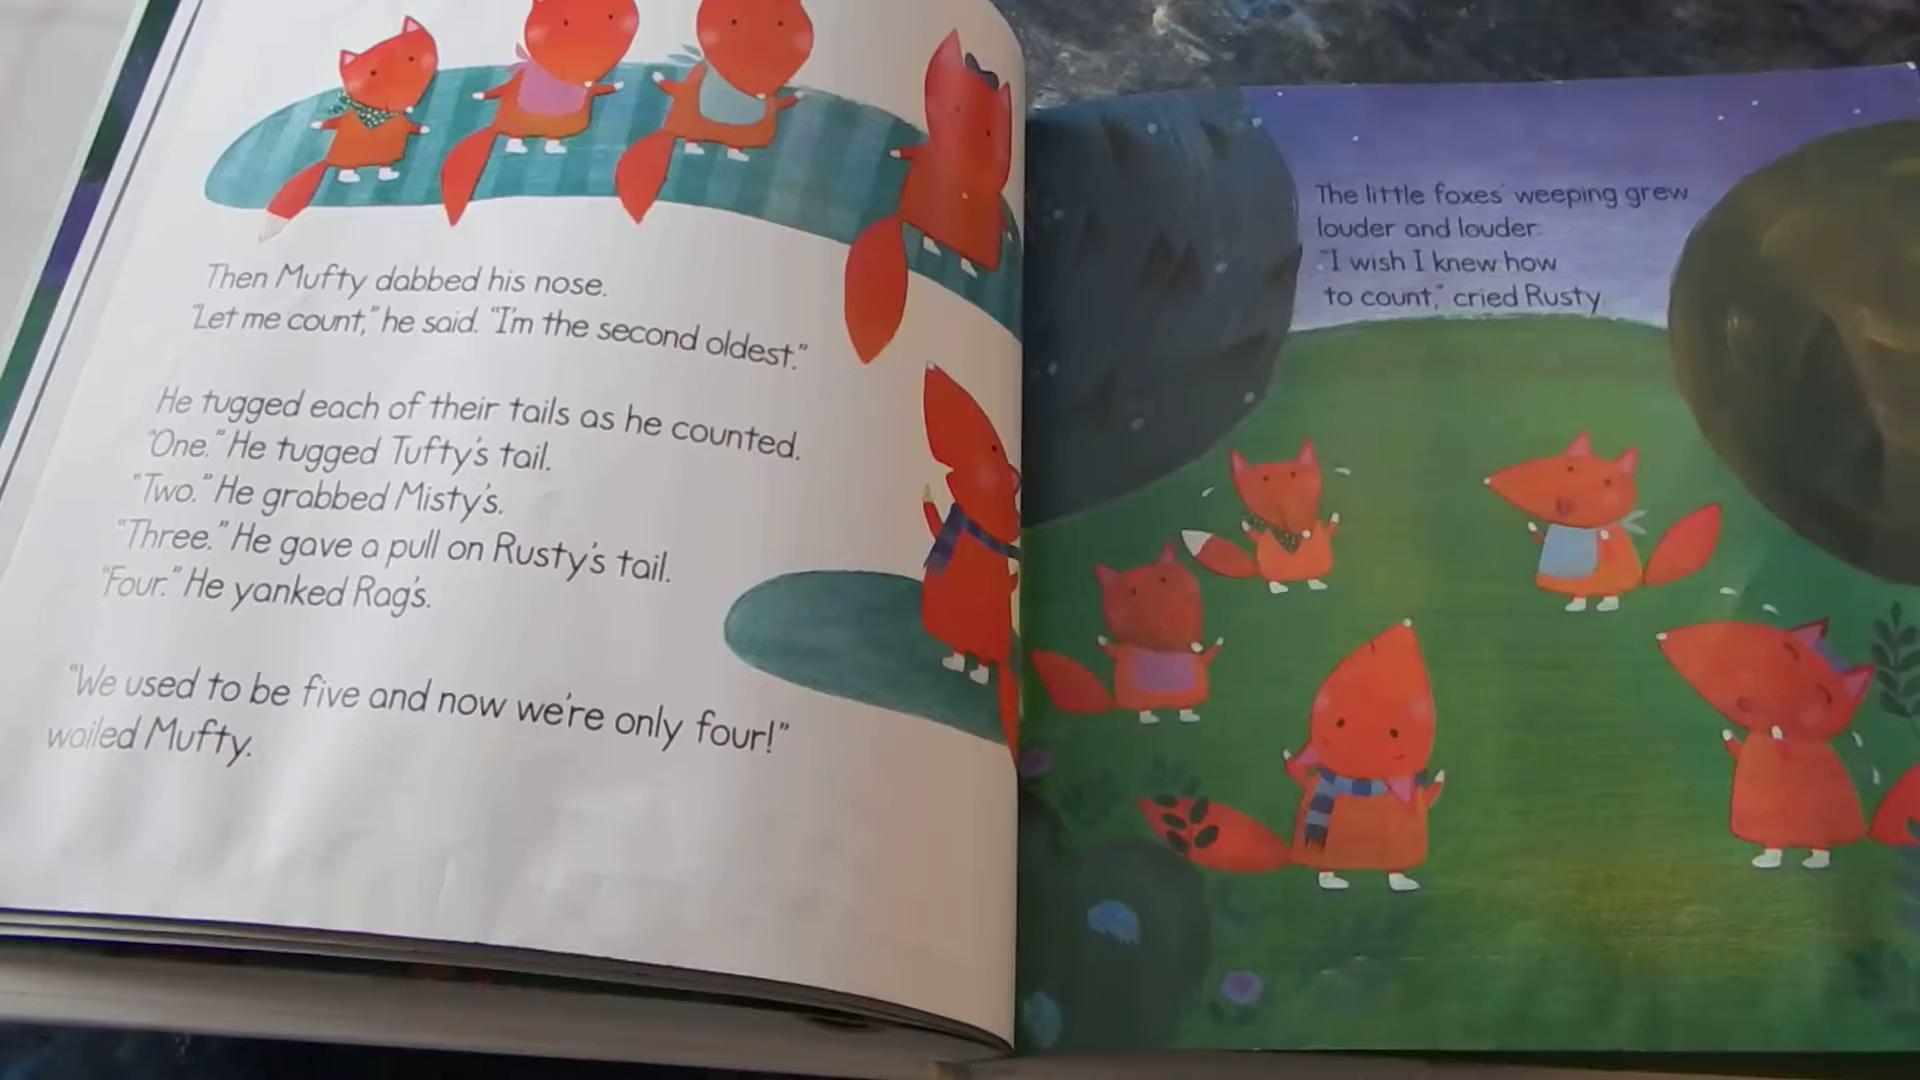 Then Mufty dabbed his nose.
"Let me count," he said. "I'm the second oldest."
He tugged each of their tails as he counted.
"One." He tugged Tufty's tail.
"Two." He grabbed Misty's.
"Three." He gave a pull on Rusty's tail.
"Four." He yanked Rag's.
"We used to be five and now we're only four!"
wailed Mufty.
The little foxes' weeping grew
louder and louder.
"I wish I knew how
to count," cried Rusty.